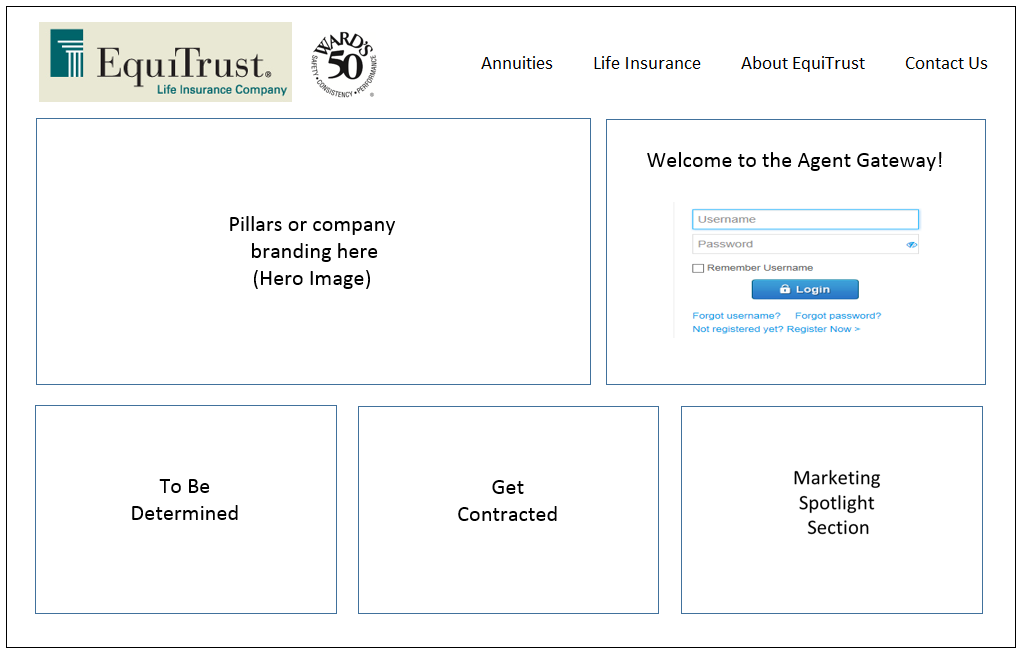 EquiTrust®
Life Insurance Company
WARD'S
50®
SAFETY • CONSISTENCY • PERFORMANCE
Annuities
Life Insurance
About EquiTrust
Contact Us
Pillars or company
branding here
(Hero Image)
Welcome to the Agent Gateway!
Username
Password
Remember Username
Login
Forgot username? Forgot password?
Not registered yet? Register Now >
To Be
Determined
Get
Contracted
Marketing
Spotlight
Section